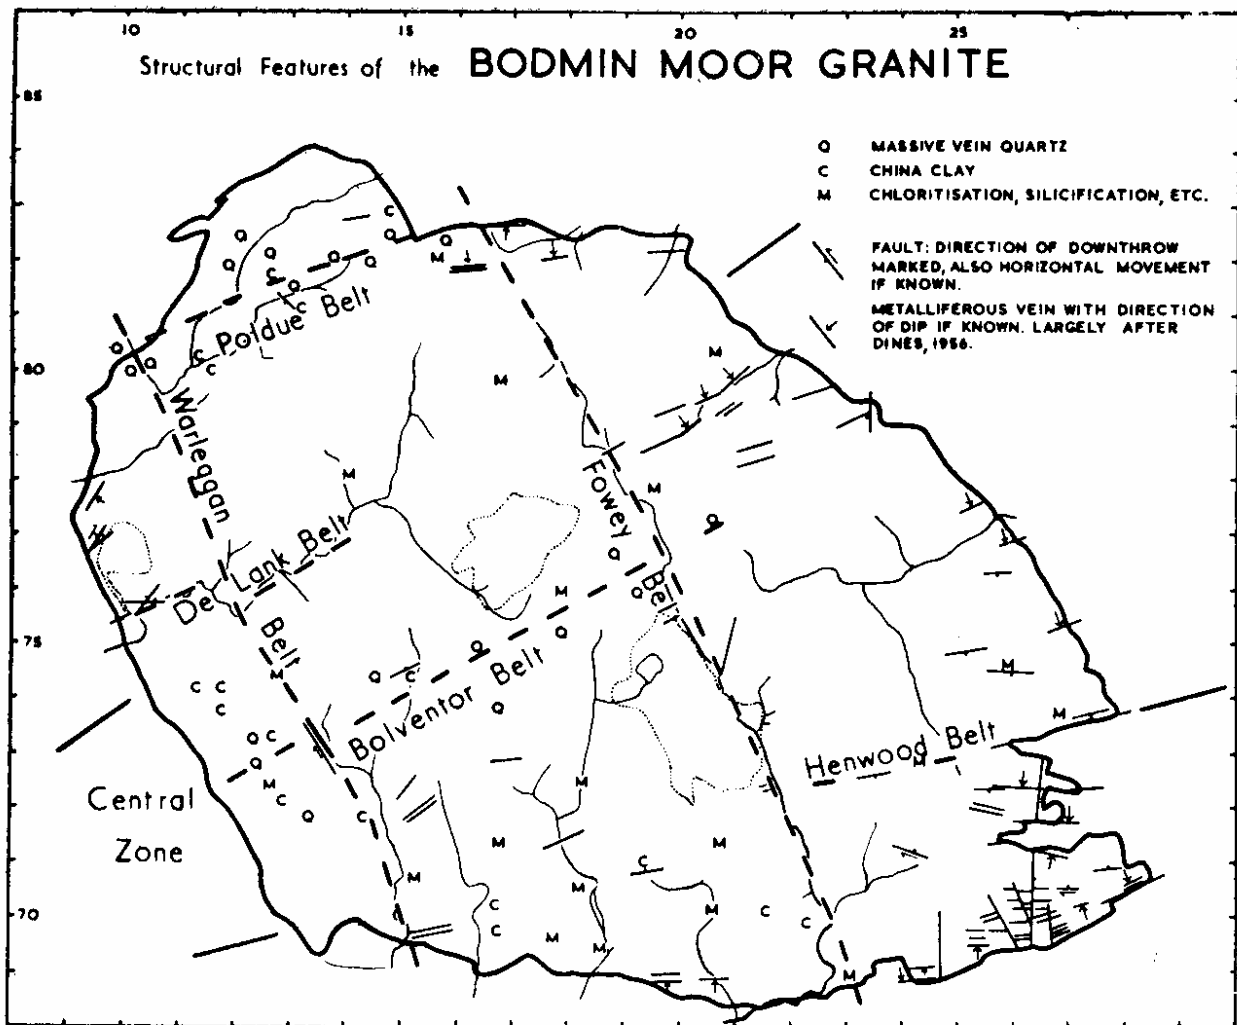 10 15 20 25
Structural Features of the BODMIN MOOR GRANITE
85
80
75
70
Q MASSIVE VEIN QUARTZ
C CHINA CLAY
M CHLORITISATION, SILICIFICATION, ETC.
FAULT: DIRECTION OF DOWNTHROW
MARKED, ALSO HORIZONTAL MOVEMENT
IF KNOWN.
METALLIFEROUS VEIN WITH DIRECTION
OF DIP IF KNOWN. LARGELY AFTER
DINES, 1956.
Poldue Belt
Warleggan Belt
Fowey Belt
De Lank Belt
Bolventor Belt
Henwood Belt
Central
Zone